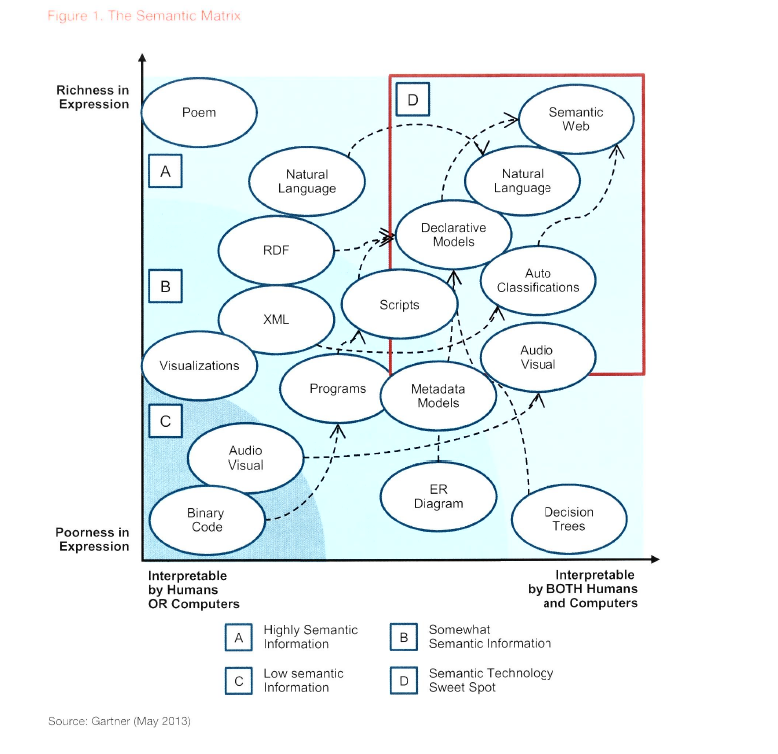 Figure 1. The Semantic Matrix
Richness in
Expression
Poem
D
Semantic
Web
A
Natural
Language
Natural
Language
RDF
Declarative
Models
B
Auto
Classifications
XML
Scripts
Visualizations
Audio
Visual
Programs
Metadata
Models
C
Audio
Visual
Binary
Code
ER
Diagram
Decision
Trees
Poorness in
Expression
Interpretable
by Humans
OR Computers
Interpretable
by BOTH Humans
and Computers
A
Highly Semantic
Information
B
Somewhat
Semantic Information
C
Low semantic
Information
D
Semantic Technology
Sweet Spot
Source: Gartner (May 2013)